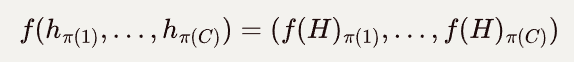 f(h_{π(1)}, . . . , h_{π(C)}) = (f(H)_{π(1)}, . . . , f(H)_{π(C)})